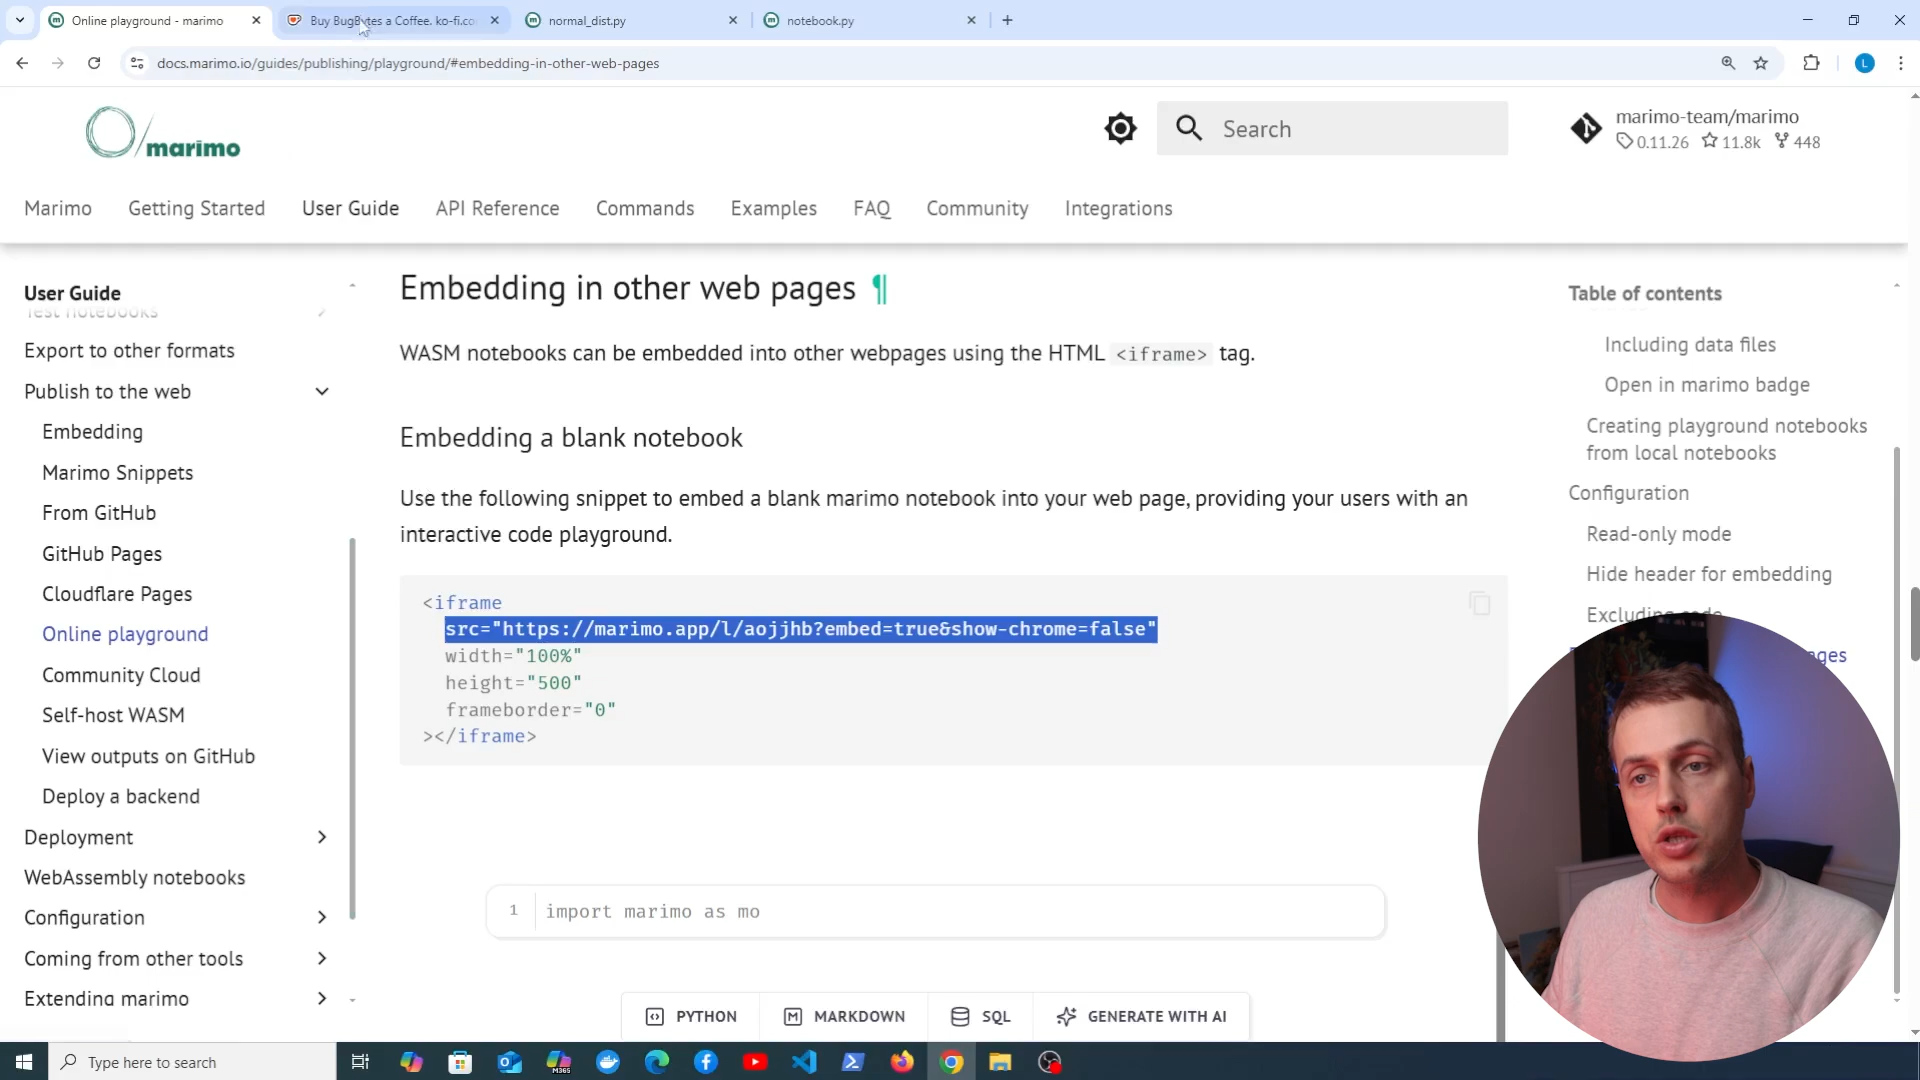 Online playground - marimo
Buy BugBytes a Coffee. ko-fi.co
normal_dist.py
notebook.py
docs.marimo.io/guides/publishing/playground/#embedding-in-other-web-pages
L
marimo
Search
marimo-team/marimo
0.11.26 11.8k 448
Marimo Getting Started User Guide API Reference Commands Examples FAQ Community Integrations
User Guide
Test notebooks
Export to other formats
Publish to the web
Embedding
Marimo Snippets
From GitHub
GitHub Pages
Cloudflare Pages
Online playground
Community Cloud
Self-host WASM
View outputs on GitHub
Deploy a backend
Deployment
WebAssembly notebooks
Configuration
Coming from other tools
Extending marimo
Embedding in other web pages ¶
WASM notebooks can be embedded into other webpages using the HTML <iframe> tag.
Embedding a blank notebook
Use the following snippet to embed a blank marimo notebook into your web page, providing your users with an
interactive code playground.
<iframe
src="https://marimo.app/l/aojjhb?embed=true&show-chrome=false"
width="100%"
height="500"
frameborder="0"
></iframe>
1 import marimo as mo
PYTHON MARKDOWN SQL GENERATE WITH AI
Table of contents
Including data files
Open in marimo badge
Creating playground notebooks
from local notebooks
Configuration
Read-only mode
Hide header for embedding
Excluding code
ages
Type here to search
M365